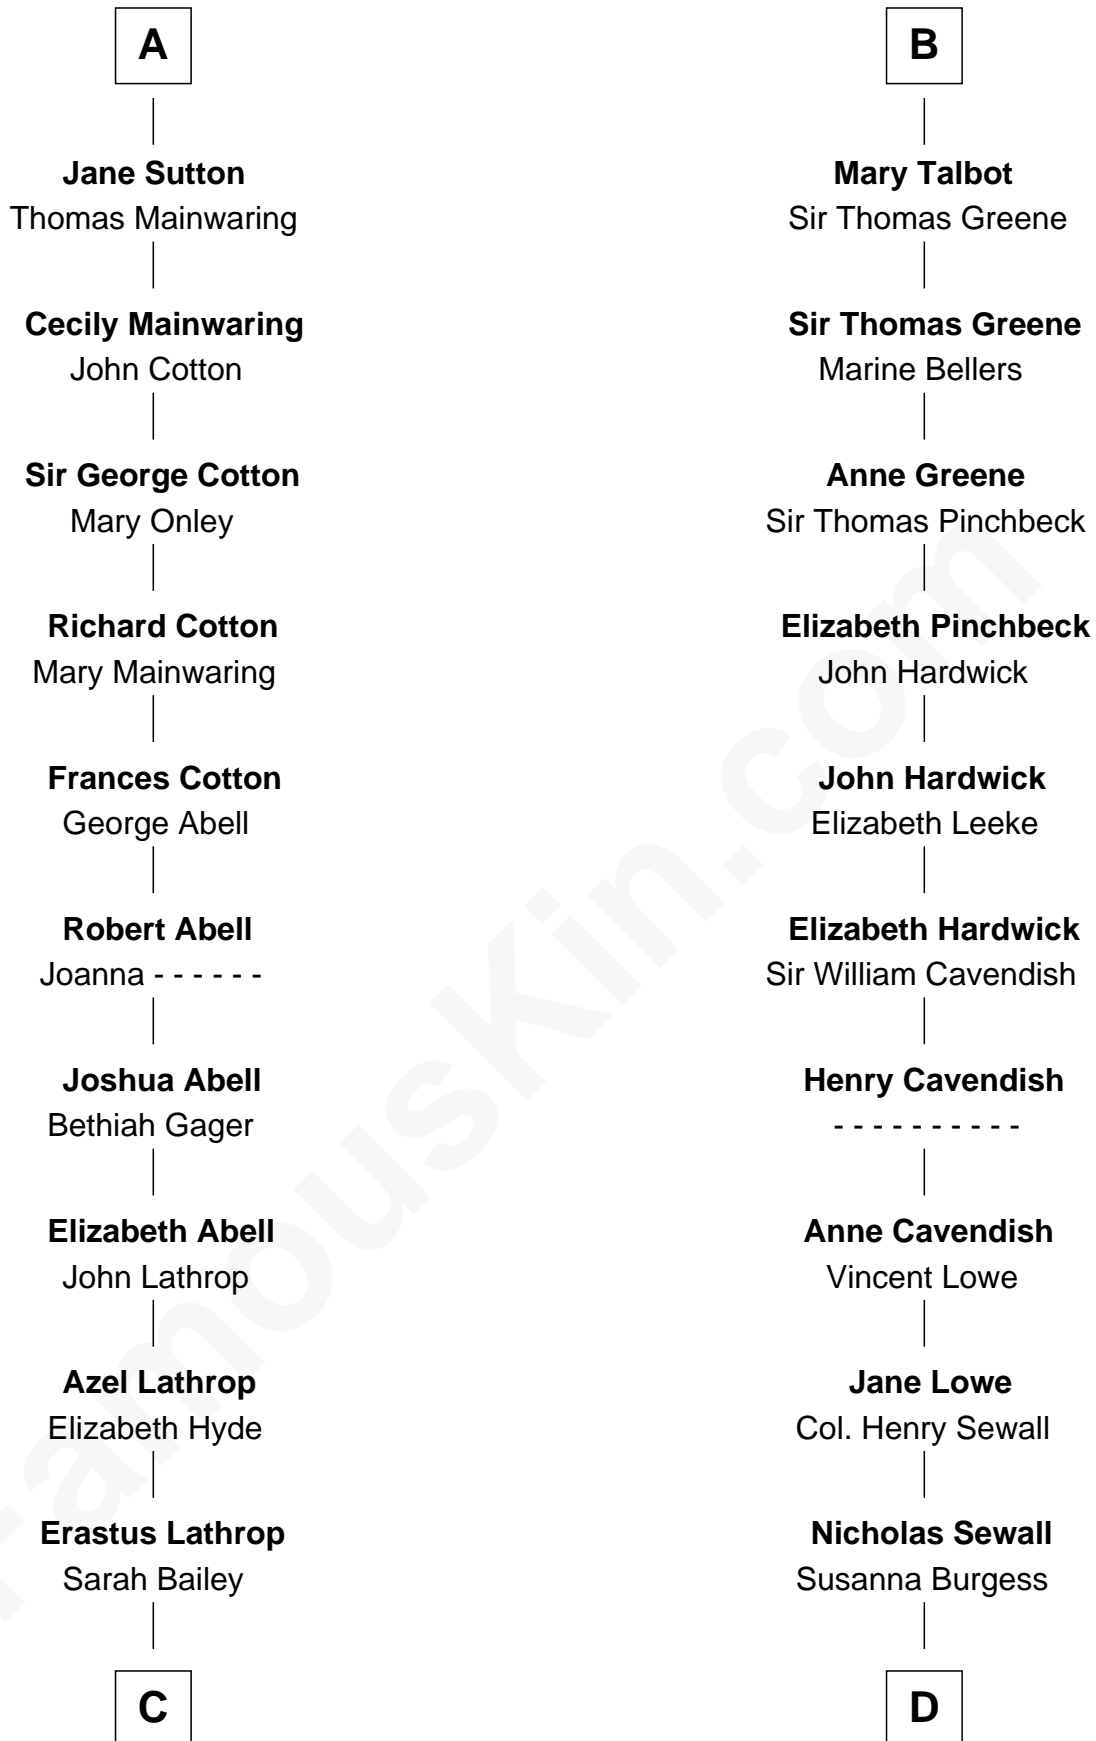 A
Jane Sutton
Thomas Mainwaring
Cecily Mainwaring
John Cotton
Sir George Cotton
Mary Onley
Richard Cotton
Mary Mainwaring
Frances Cotton
George Abell
Robert Abell
Joanna - - - - - -
Joshua Abell
Bethiah Gager
Elizabeth Abell
John Lathrop
Azel Lathrop
Elizabeth Hyde
Erastus Lathrop
Sarah Bailey
C
B
Mary Talbot
Sir Thomas Greene
Sir Thomas Greene
Marine Bellers
Anne Greene
Sir Thomas Pinchbeck
Elizabeth Pinchbeck
John Hardwick
John Hardwick
Elizabeth Leeke
Elizabeth Hardwick
Sir William Cavendish
Henry Cavendish
- - - - - - - - - -
Anne Cavendish
Vincent Lowe
Jane Lowe
Col. Henry Sewall
Nicholas Sewall
Susanna Burgess
D
FamousKin.com